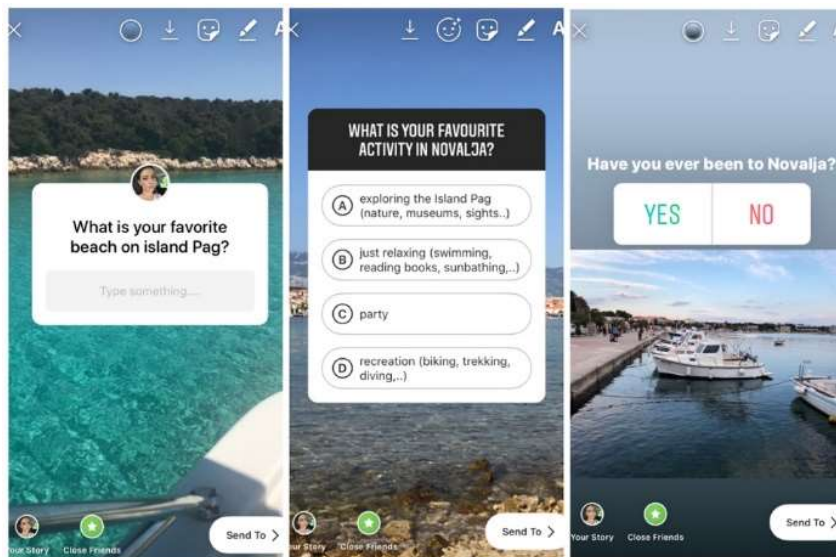 What is your favorite
beach on island Pag?
Type something....
Your Story
Close Friends
Send To
WHAT IS YOUR FAVOURITE
ACTIVITY IN NOVALJA?
A
exploring the Island Pag
(nature, museums, sights..)
B
just relaxing (swimming,
reading books, sunbathing,..)
C
party
D
recreation (biking, trekking,
diving,..)
our Story
Close Friends
Send To
Have you ever been to Novalja?
YES
NO
Your Story
Close Friends
Send To